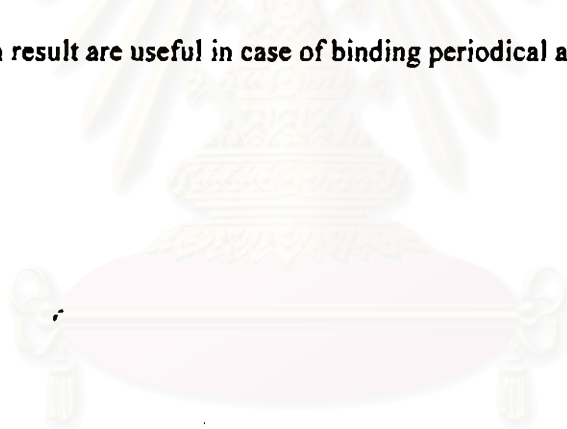 result are useful in case of binding periodical a